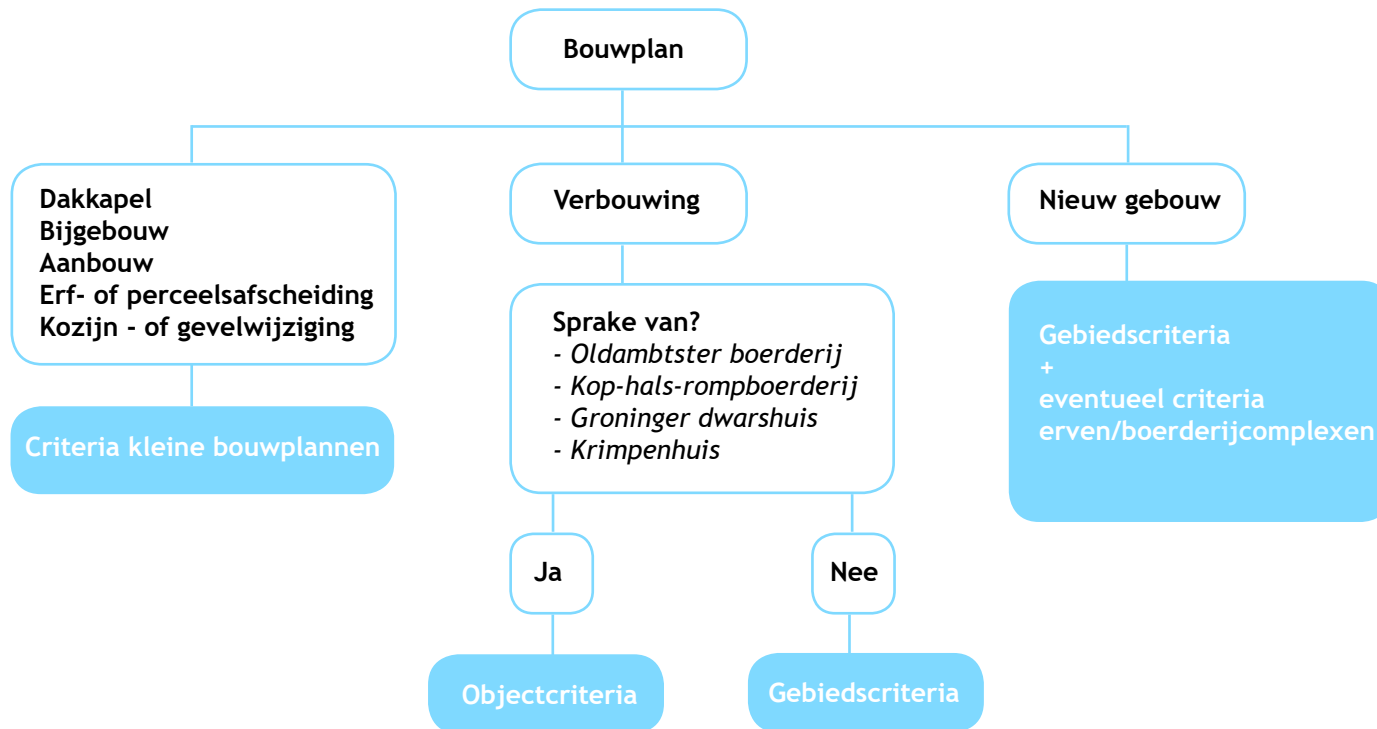 Bouwplan
Dakkapel
Bijgebouw
Aanbouw
Erf- of perceelsafscheiding
Kozijn - of gevelwijziging
Criteria kleine bouwplannen
Verbouwing
Sprake van?
- Oldambtster boerderij
- Kop-hals-rompboerderij
- Groninger dwarshuis
- Krimpenhuis
Ja
Nee
Objectcriteria
Gebiedscriteria
Nieuw gebouw
Gebiedscriteria
+
eventueel criteria
erven/boerderijcomplexen